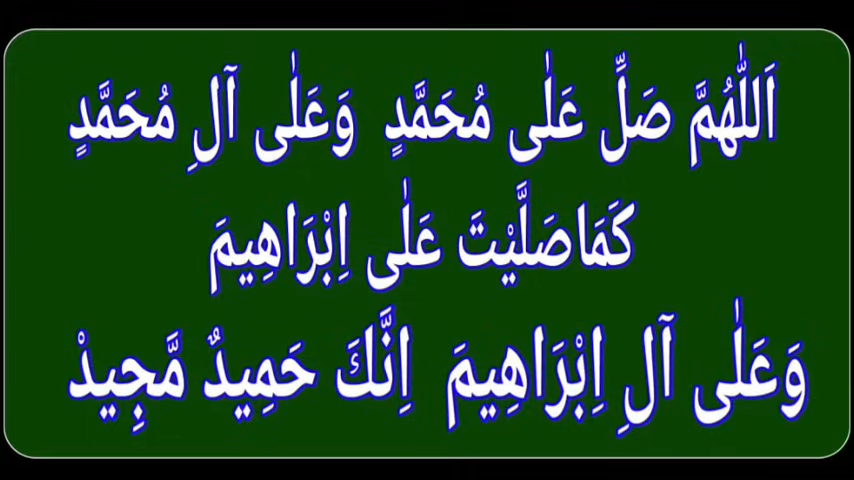 اَللّٰهُمَّ صَلِّ عَلٰى مُحَمَّدٍ وَعَلٰى آلِ مُحَمَّدٍ
كَمَاصَلَّيْتَ عَلٰى اِبْرَاهِيمَ
وَعَلٰى آلِ اِبْرَاهِيمَ اِنَّكَ حَمِيدٌ مَّجِيدْ